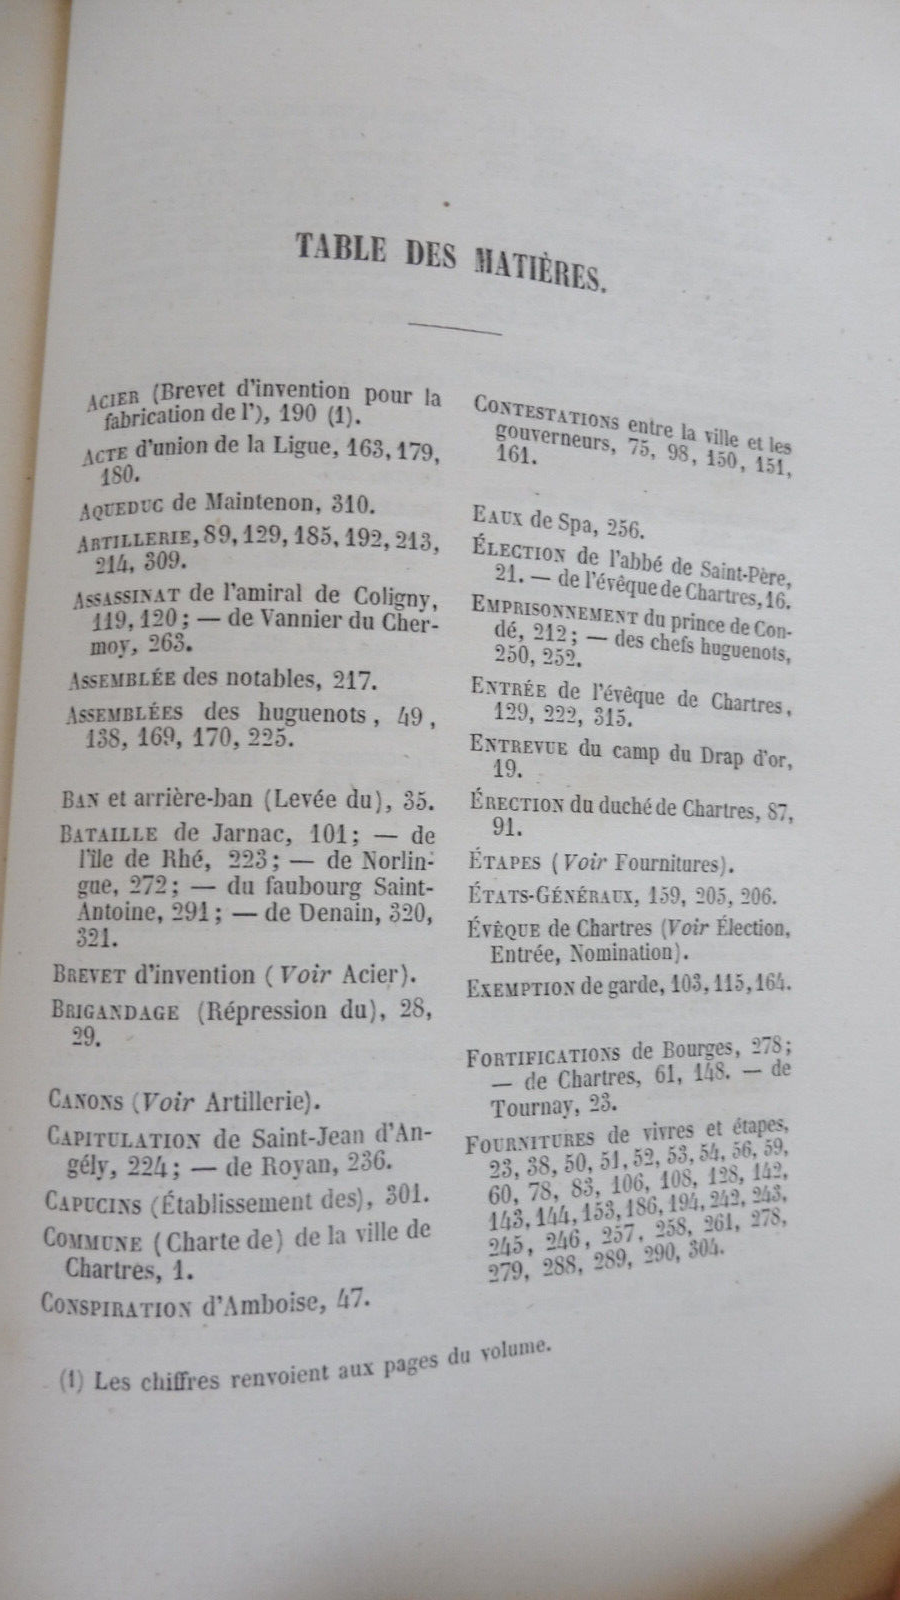 TABLE DES MATIÈRES.
ACIER (Brevet d'invention pour la
fabrication de l'), 190 (1).
ACTE d'union de la Ligue, 163, 179,
180.
AQUEDUC de Maintenon, 310.
ARTILLERIE, 89, 129, 185, 192, 213,
214, 309.
ASSASSINAT de l'amiral de Coligny,
119, 120; — de Vannier du Cher-
moy, 263.
ASSEMBLÉE des notables, 217.
ASSEMBLÉES des huguenots, 49,
138, 169, 170, 225.
BAN et arrière-ban (Levée du), 35.
BATAILLE de Jarnac, 101; — de
l'île de Rhé, 223; — de Norlin-
gue, 272; — du faubourg Saint-
Antoine, 291; — de Denain, 320,
321.
BREVET d'invention (Voir Acier).
BRIGANDAGE (Répression du), 28,
29.
CANONS (Voir Artillerie).
CAPITULATION de Saint-Jean d'An-
gély, 224; — de Royan, 236.
CAPUCINS (Établissement des), 301.
COMMUNE (Charte de) de la ville de
Chartres, 1.
CONSPIRATION d'Amboise, 47.
CONTESTATIONS entre la ville et les
gouverneurs, 75, 98, 150, 151,
161.
EAUX de Spa, 256.
ÉLECTION de l'abbé de Saint-Père,
21. — de l'évêque de Chartres, 16.
EMPRISONNEMENT du prince de Con-
dé, 212; — des chefs huguenots,
250, 252.
ENTRÉE de l'évêque de Chartres,
129, 222, 315.
ENTREVUE du camp du Drap d'or,
19.
ÉRECTION du duché de Chartres, 87,
91.
ÉTAPES (Voir Fournitures).
ÉTATS-GÉNÉRAUX, 159, 205, 206.
ÉVÊQUE de Chartres (Voir Élection,
Entrée, Nomination).
EXEMPTION de garde, 103, 115, 164.
FORTIFICATIONS de Bourges, 278;
— de Chartres, 61, 148. — de
Tournay, 23.
FOURNITURES de vivres et étapes,
23, 38, 50, 51, 52, 53, 54, 56, 59,
60, 78, 83, 106, 108, 128, 142,
143, 144, 153, 186, 194, 242, 243,
245, 246, 257, 258, 261, 278,
279, 288, 289, 290, 304.
(1) Les chiffres renvoient aux pages du volume.